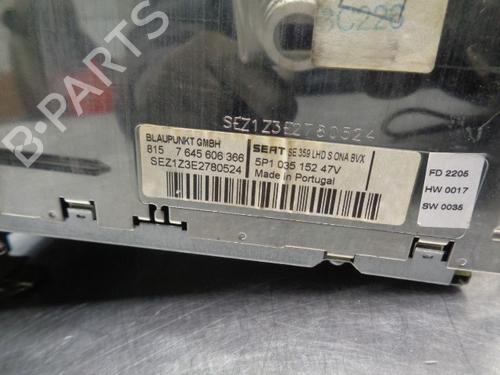 3C228
B-PARTS
SEZ1Z3E2780524
BLAUPUNKT GMBH
815 7 645 606 366
SEZ1Z3E2780524
SEAT SE 359 LHD S ONA BVX
5P1 035 152 47V
Made in Portugal
FD 2205
HW 0017
SW 0035